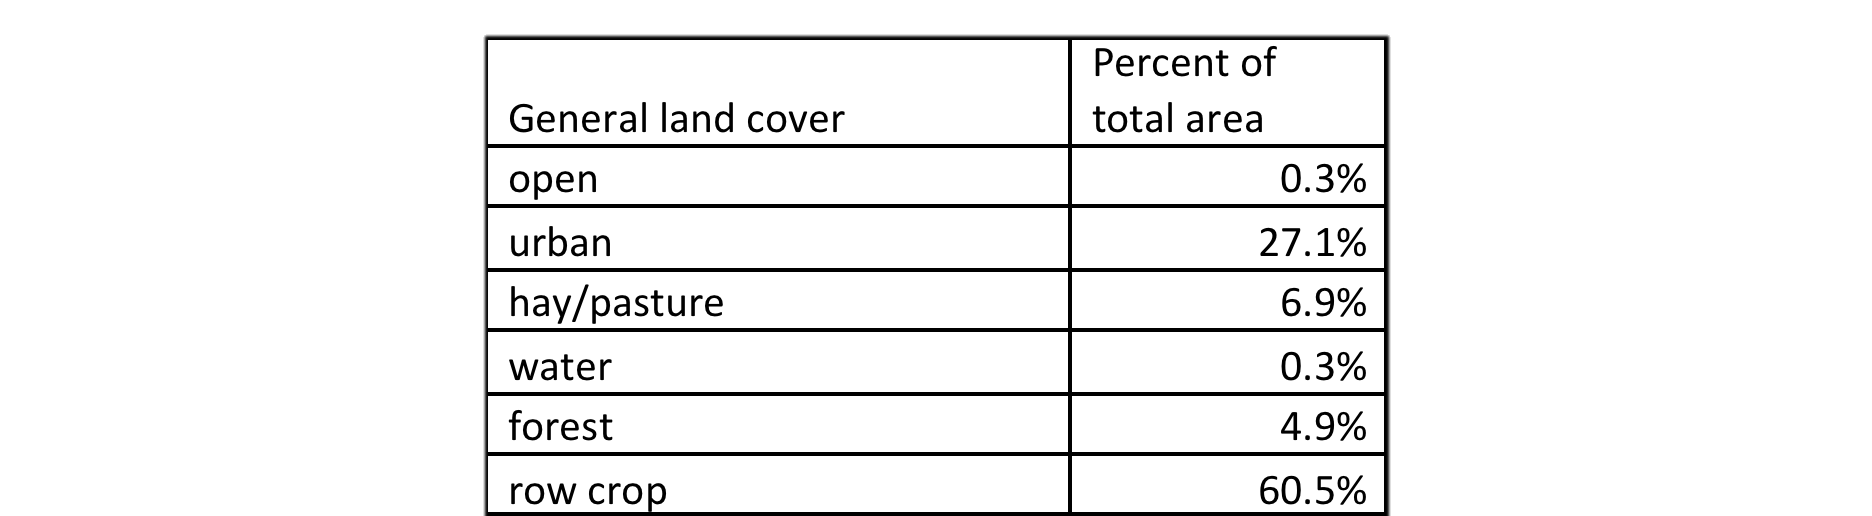 General land cover Percent of total area
open 0.3%
urban 27.1%
hay/pasture 6.9%
water 0.3%
forest 4.9%
row crop 60.5%